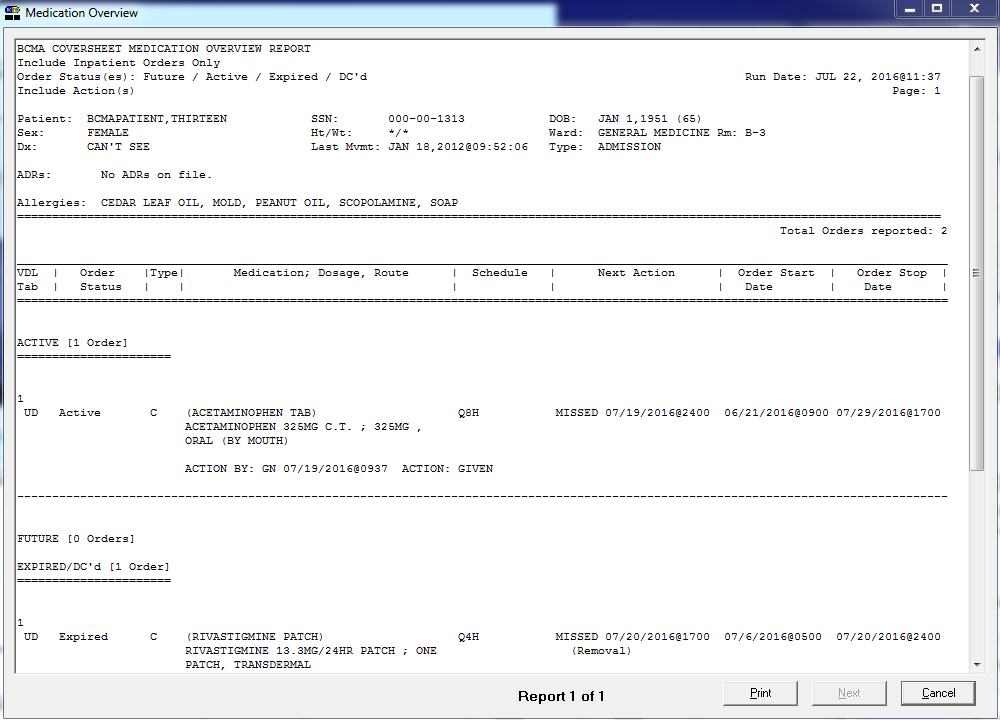 Medication Overview
BCMA COVERSHEET MEDICATION OVERVIEW REPORT
Include Inpatient Orders Only
Order Status(es): Future / Active / Expired / DC'd Run Date: JUL 22, 2016@11:37
Include Action(s) Page: 1
Patient: BCMAPATIENT,THIRTEEN SSN: 000-00-1313 DOB: JAN 1,1951 (65)
Sex: FEMALE Ht/Wt: */* Ward: GENERAL MEDICINE Rm: B-3
Dx: CAN'T SEE Last Mvmt: JAN 18,2012@09:52:06 Type: ADMISSION
ADRs: No ADRs on file.
Allergies: CEDAR LEAF OIL, MOLD, PEANUT OIL, SCOPOLAMINE, SOAP
Total Orders reported: 2
VDL | Order |Type| Medication; Dosage, Route | Schedule | Next Action | Order Start | Order Stop |
Tab | Status | | | | Date | Date |
ACTIVE [1 Order]
1
UD Active C (ACETAMINOPHEN TAB) Q8H MISSED 07/19/2016@2400 06/21/2016@0900 07/29/2016@1700
ACETAMINOPHEN 325MG C.T. ; 325MG ,
ORAL (BY MOUTH)
ACTION BY: GN 07/19/2016@0937 ACTION: GIVEN
FUTURE [0 Orders]
EXPIRED/DC'd [1 Order]
1
UD Expired C (RIVASTIGMINE PATCH) Q4H MISSED 07/20/2016@1700 07/6/2016@0500 07/20/2016@2400
RIVASTIGMINE 13.3MG/24HR PATCH ; ONE (Removal)
PATCH, TRANSDERMAL
Report 1 of 1 Print Next Cancel